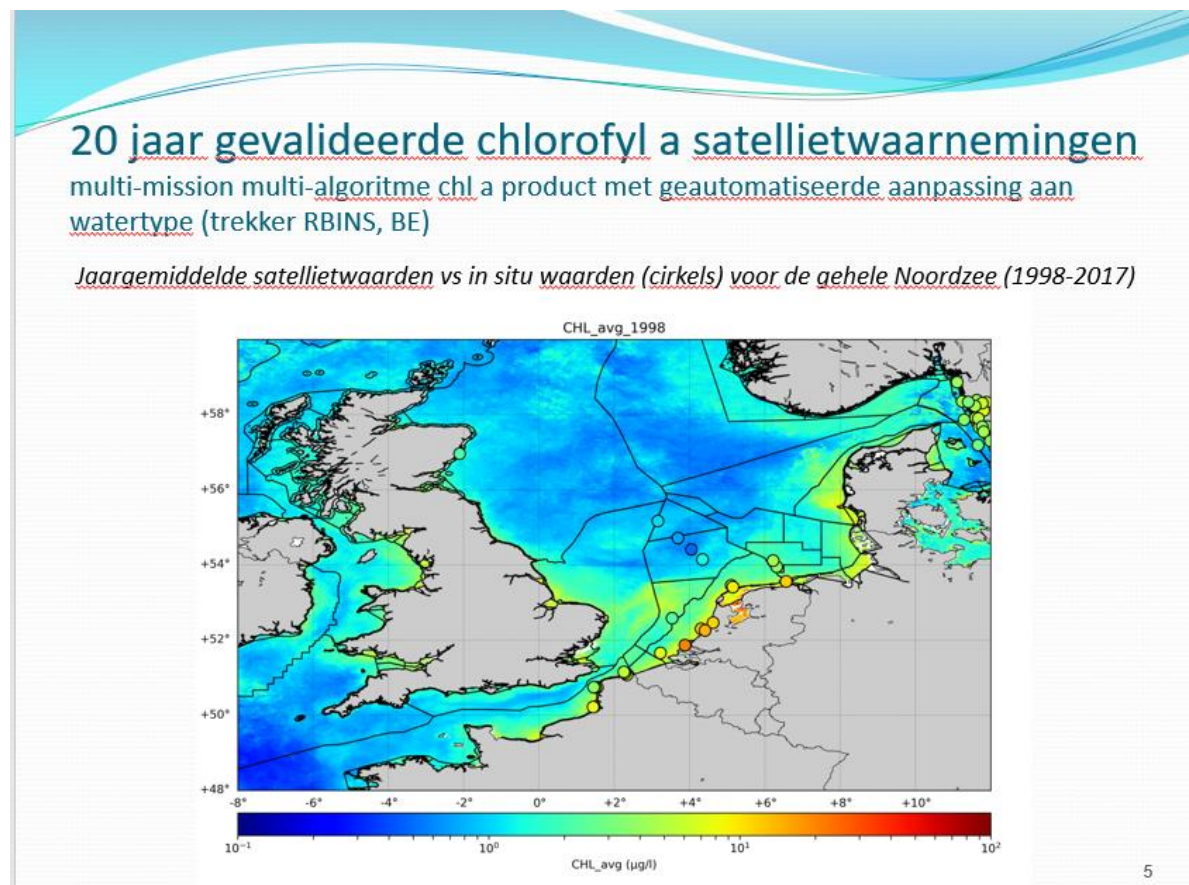 20 jaar gevalideerde chlorofyl a satellietwaarnemingen
multi-mission multi-algoritme chl a product met geautomatiseerde aanpassing aan
watertype (trekker RBINS, BE)
Jaargemiddelde satellietwaarden vs in situ waarden (cirkels) voor de gehele Noordzee (1998-2017)
CHL_avg_1998
+58°
+56°
+54°
+52°
+50°
+48°
-8° -6° -4° -2° 0° +2° +4° +6° +8° +10°
10⁻¹ 10⁰ 10¹ 10²
CHL_avg (µg/l)
5